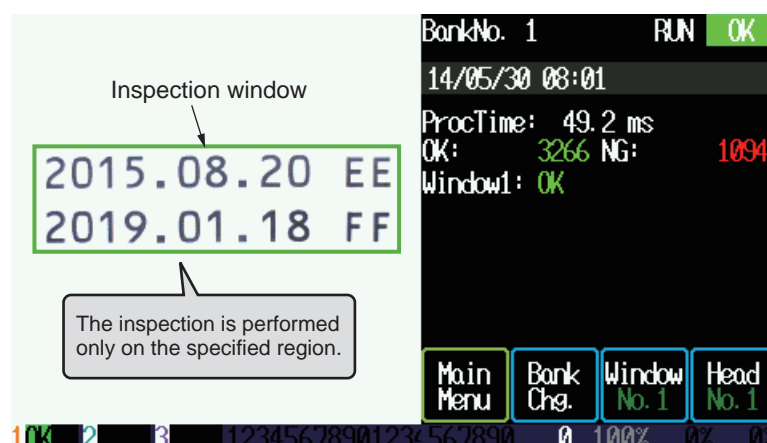 Inspection window
2015.08.20 EE
2019.01.18 FF
The inspection is performed
only on the specified region.
BankNo. 1 RUN OK
14/05/30 08:01
ProcTime: 49.2 ms
OK: 3266 NG: 1094
Window1: OK
Main Menu
Bank Chg.
Window No.1
Head No.1
1OK 2 3 12345678901234567890 0 100% 0% 0